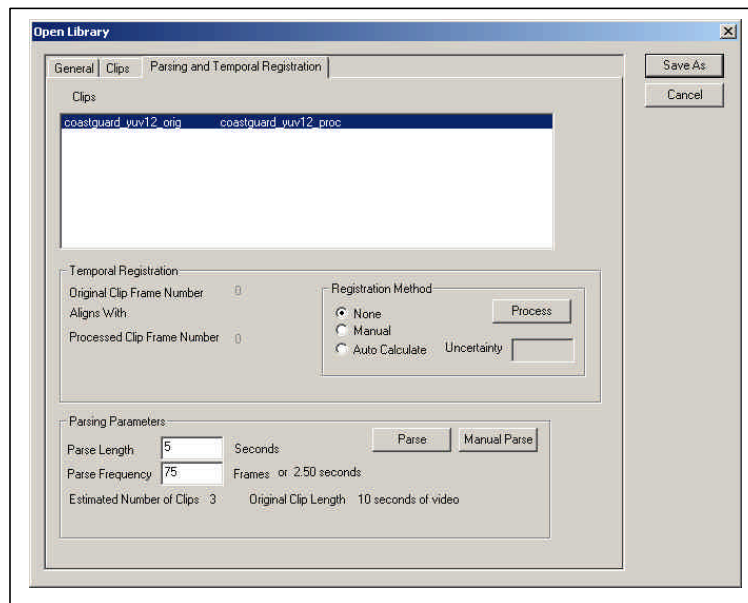 Open Library
General Clips Parsing and Temporal Registration
Save As
Cancel
Clips
coastguard_yuv12_orig coastguard_yuv12_proc
Temporal Registration
Original Clip Frame Number 0
Aligns With
Processed Clip Frame Number 0
Registration Method
None
Manual
Auto Calculate
Process
Uncertainty
Parsing Parameters
Parse Length 5 Seconds
Parse Manual Parse
Parse Frequency 75 Frames or 2.50 seconds
Estimated Number of Clips 3 Original Clip Length 10 seconds of video